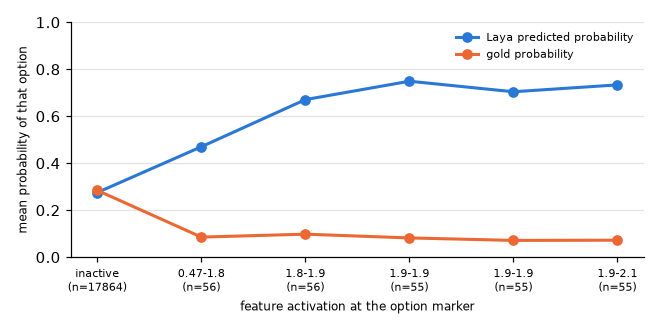 1.0
0.8
0.6
0.4
0.2
0.0
mean probability of that option
Laya predicted probability
gold probability
inactive
(n=17864)
0.47-1.8
(n=56)
1.8-1.9
(n=56)
1.9-1.9
(n=55)
1.9-1.9
(n=55)
1.9-2.1
(n=55)
feature activation at the option marker